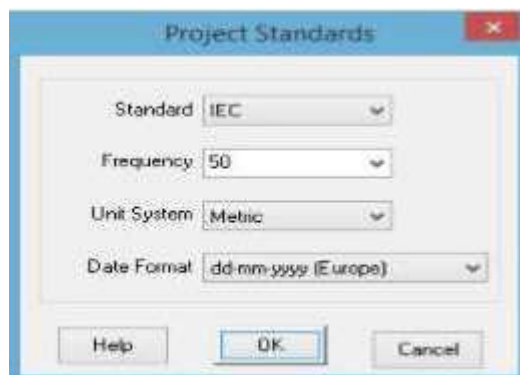 Project Standards
Standard IEC
Frequency 50
Unit System Metric
Date Format dd-mm-yyyy (Europe)
Help OK Cancel